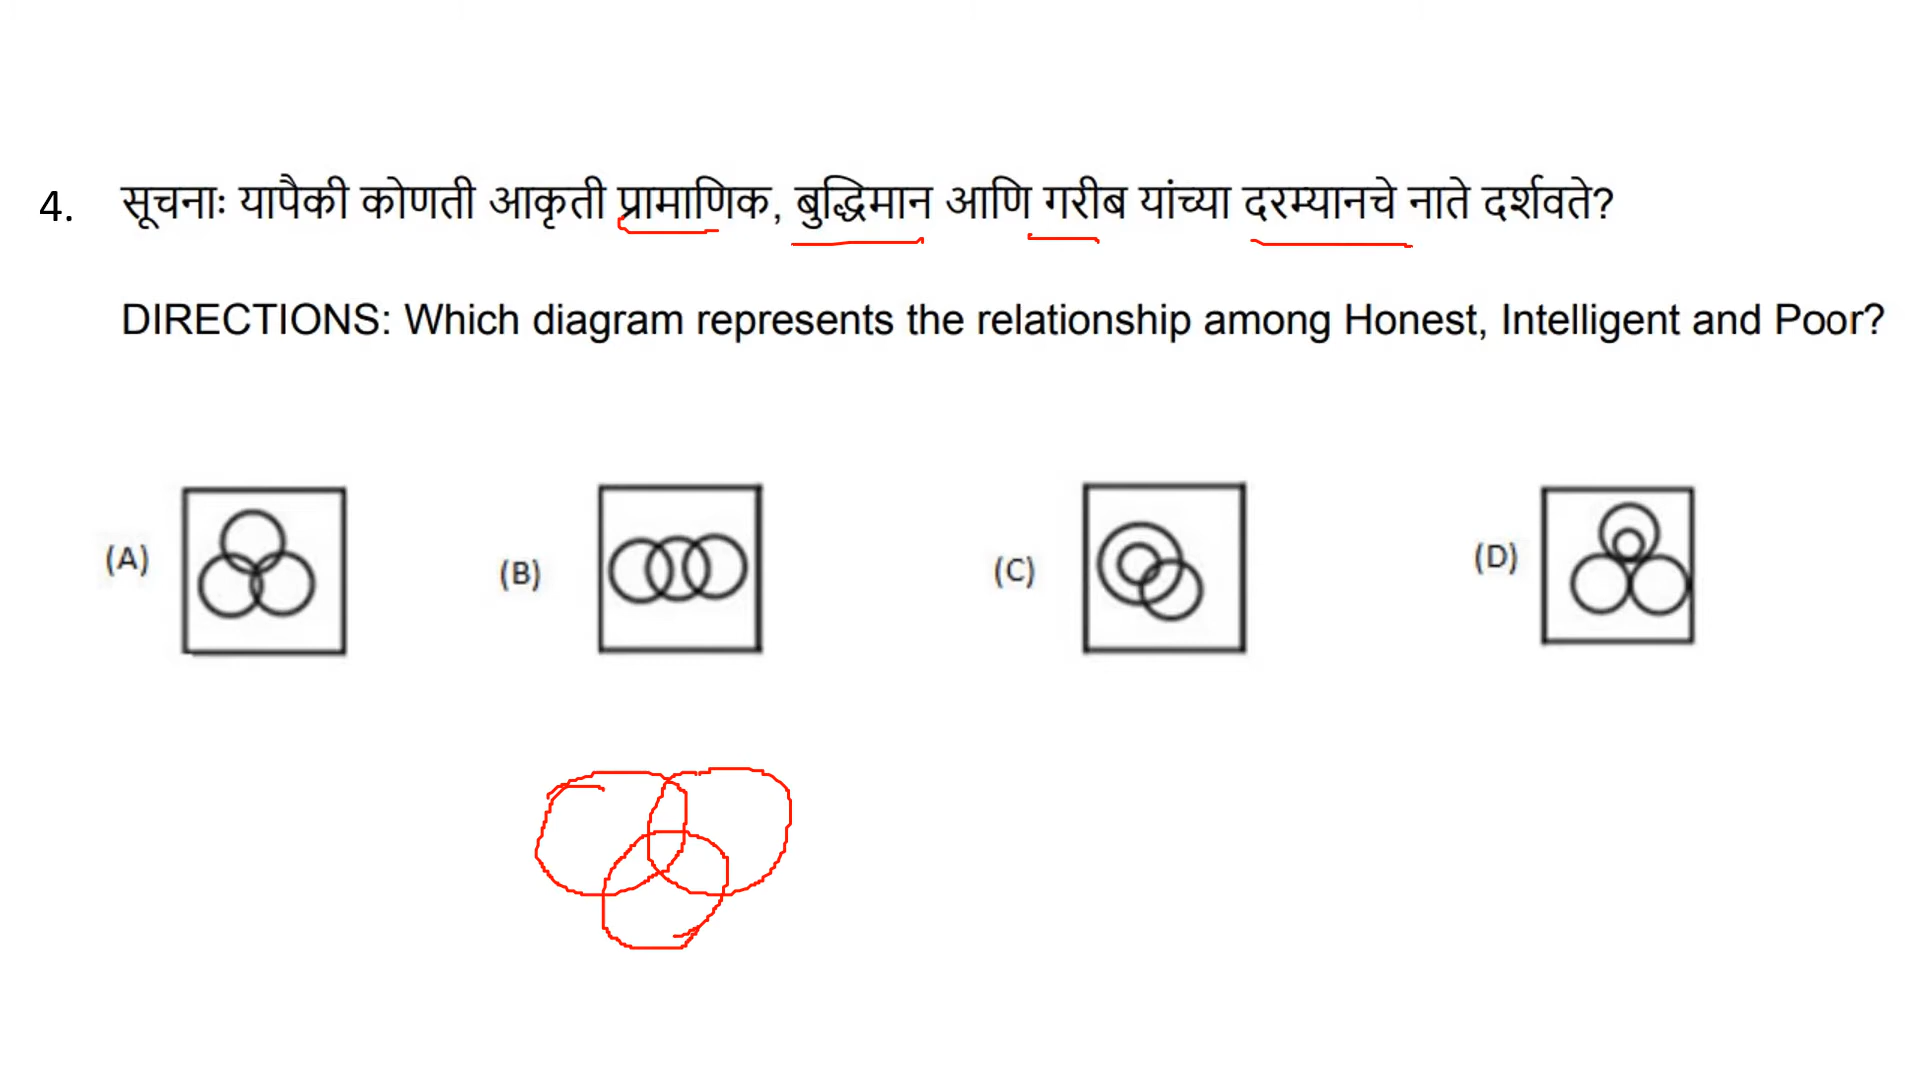 4. सूचनाः यापैकी कोणती आकृती प्रामाणिक, बुद्धिमान आणि गरीब यांच्या दरम्यानचे नाते दर्शवते?
DIRECTIONS: Which diagram represents the relationship among Honest, Intelligent and Poor?
(A) (B) (C) (D)